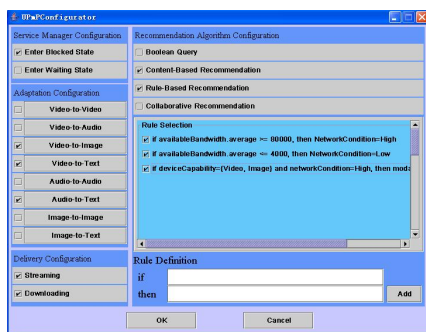 UPmPConfigurator
Service Manager Configuration
Enter Blocked State
Enter Waiting State
Adaptation Configuration
Video-to-Video
Video-to-Audio
Video-to-Image
Video-to-Text
Audio-to-Audio
Audio-to-Text
Image-to-Image
Image-to-Text
Delivery Configuration
Streaming
Downloading
Recommendation Algorithm Configuration
Boolean Query
Content-Based Recommendation
Rule-Based Recommendation
Collaborative Recommendation
Rule Selection
if availableBandwidth.average >= 80000, then NetworkCondition=High
if availableBandwidth.average <= 4000, then NetworkCondition=Low
if deviceCapability=(Video, Image) and networkCondition=High, then moda
Rule Definition
if
then
Add
OK
Cancel